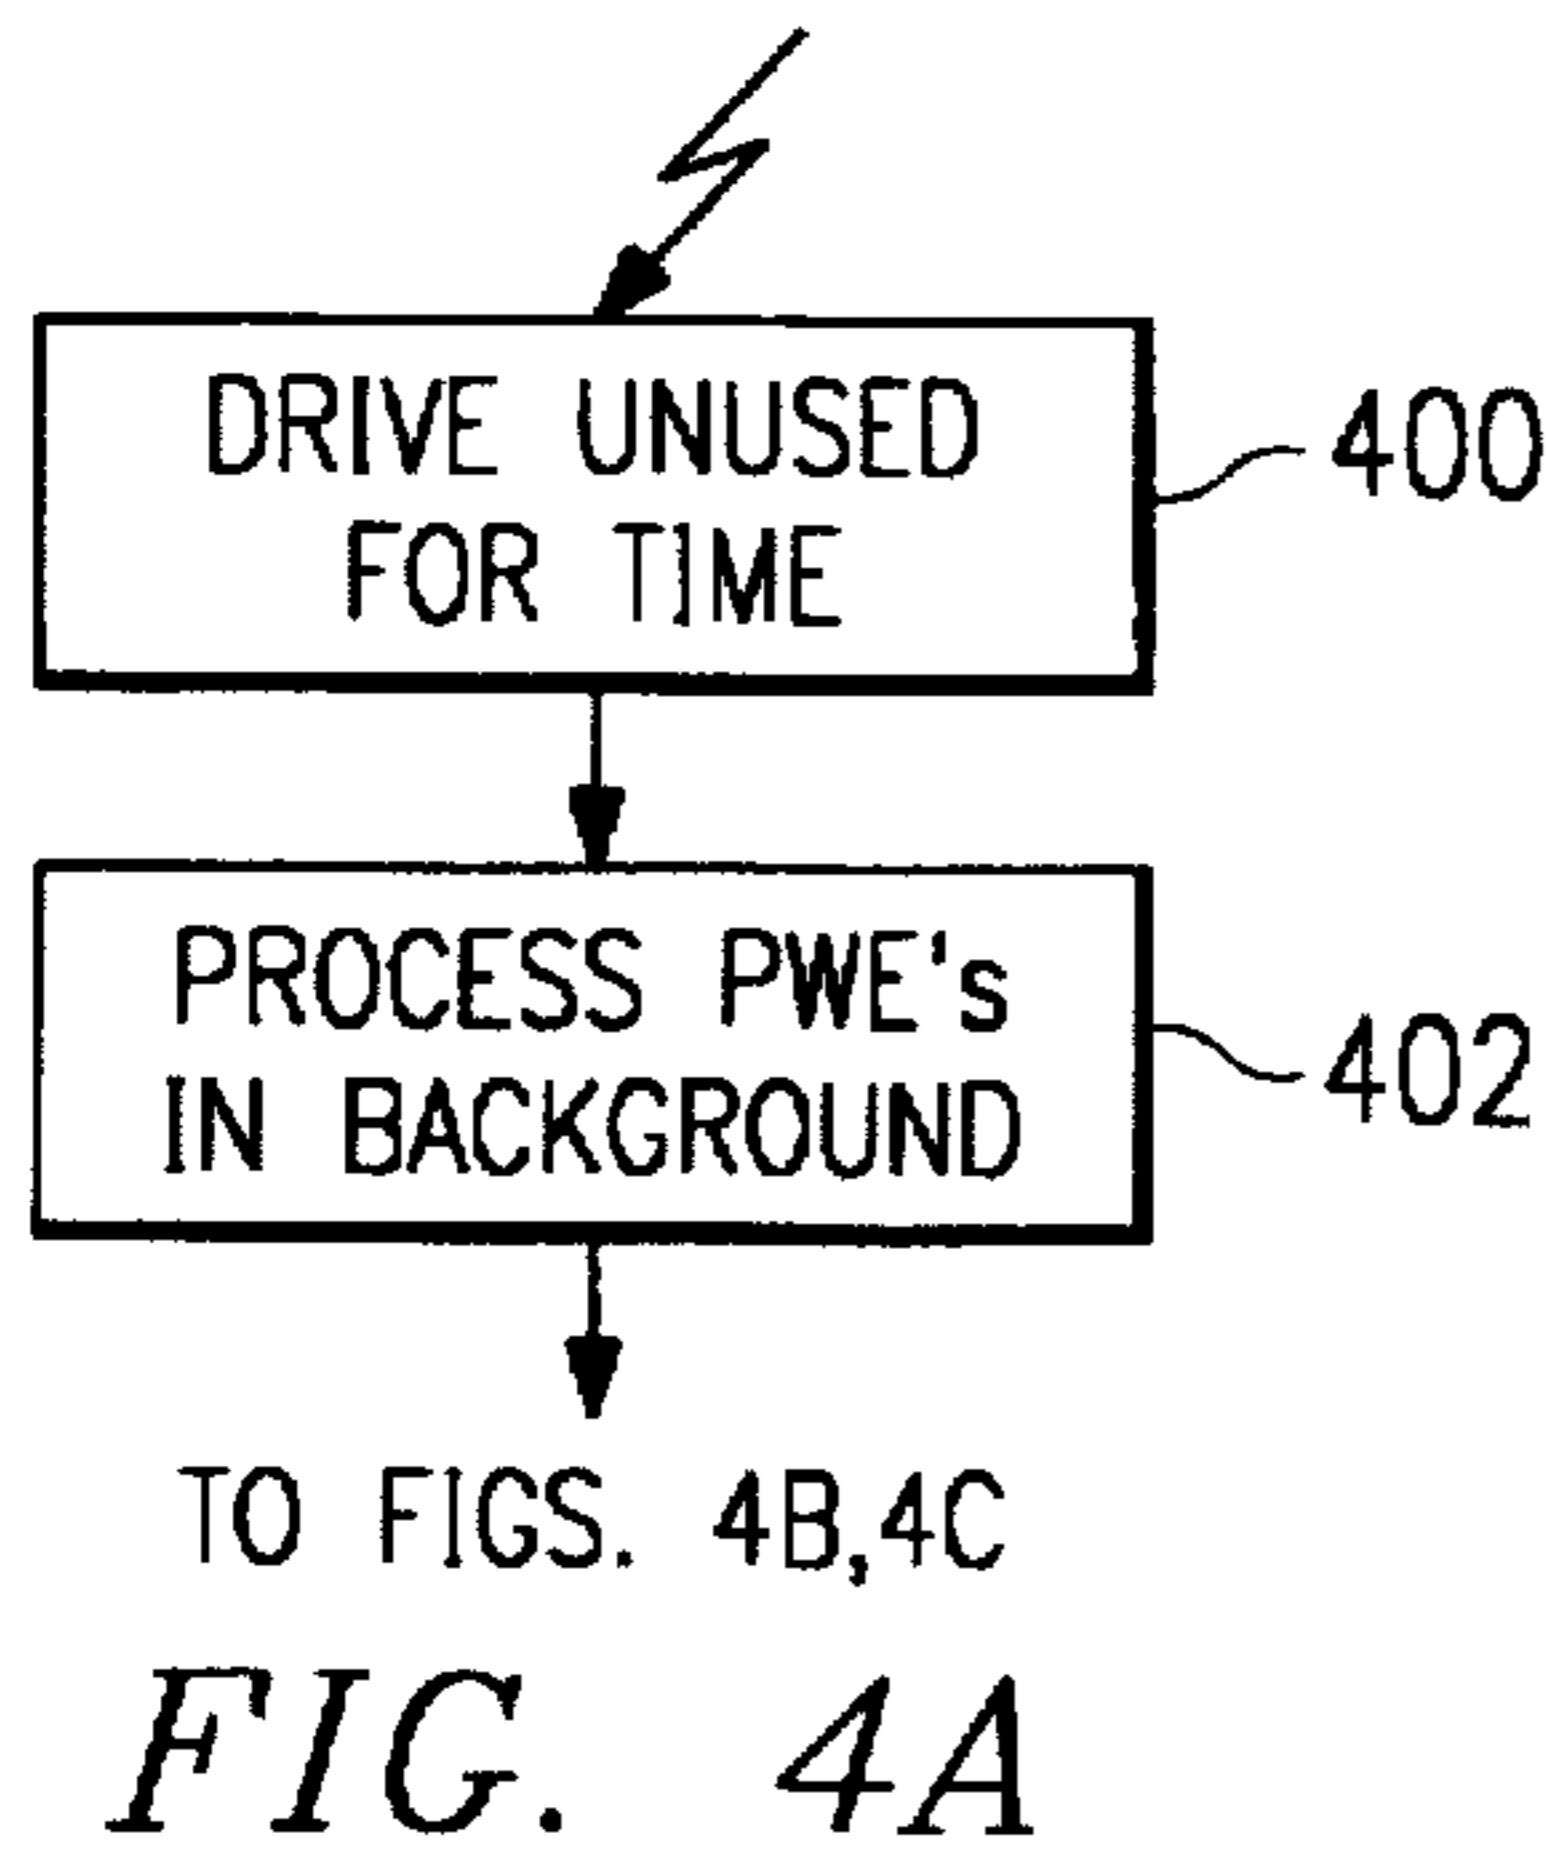 DRIVE UNUSED
FOR TIME
400
PROCESS PWE's
IN BACKGROUND
402
TO FIGS. 4B,4C
FIG. 4A